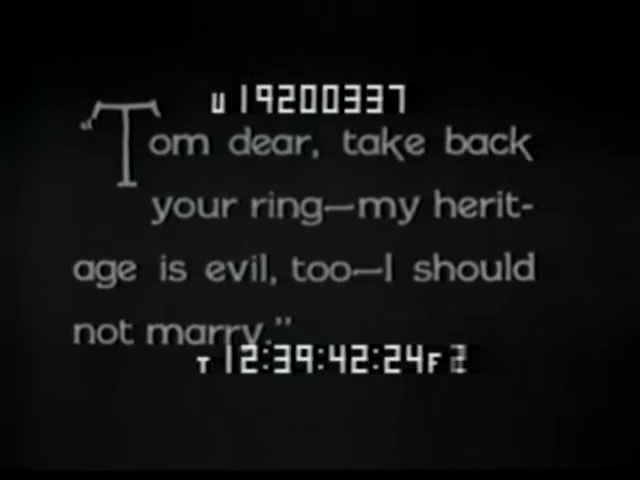 U 19200337
"Tom dear, take back
your ring—my herit-
age is evil, too—I should
not marry."
T 12:39:42:24F2